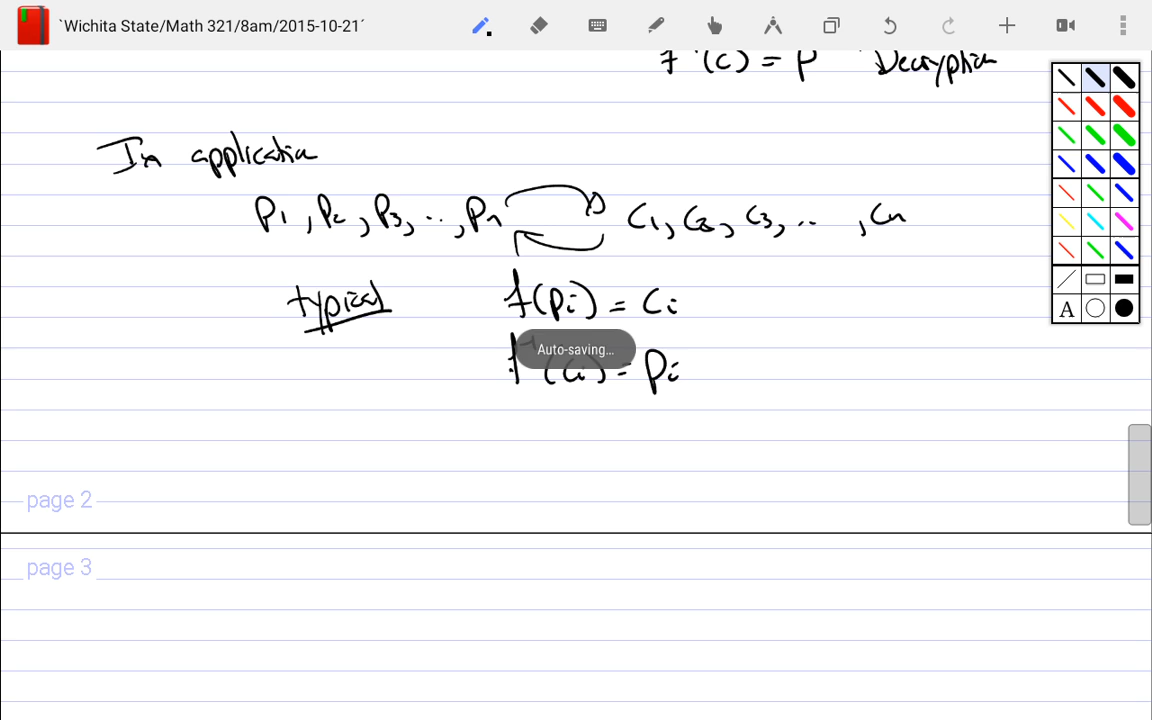 `Wichita State/Math 321/8am/2015-10-21´
f⁻¹(c) = p Decryption
In application
P1, P2, P3, ..., Pn C1, C2, C3, ... , Cn
typical f(Pi) = Ci
f⁻¹(Ci) = Pi
Auto-saving...
page 2
page 3
A